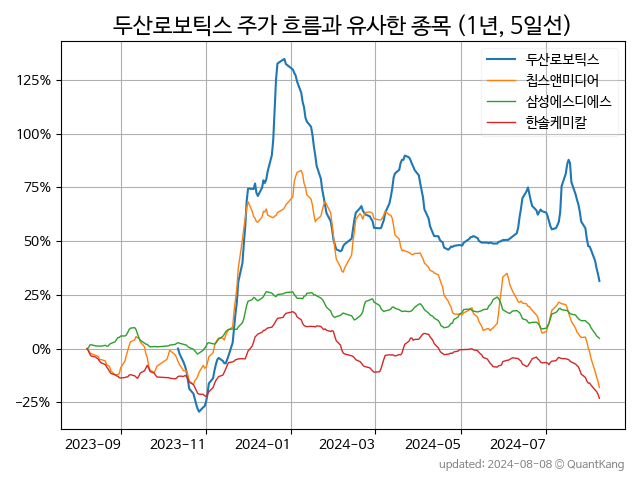 두산로보틱스 주가 흐름과 유사한 종목 (1년, 5일선)
두산로보틱스
칩스앤미디어
삼성에스디에스
한솔케미칼
125%
100%
75%
50%
25%
0%
−25%
2023-09 2023-11 2024-01 2024-03 2024-05 2024-07
updated: 2024-08-08 © QuantKang